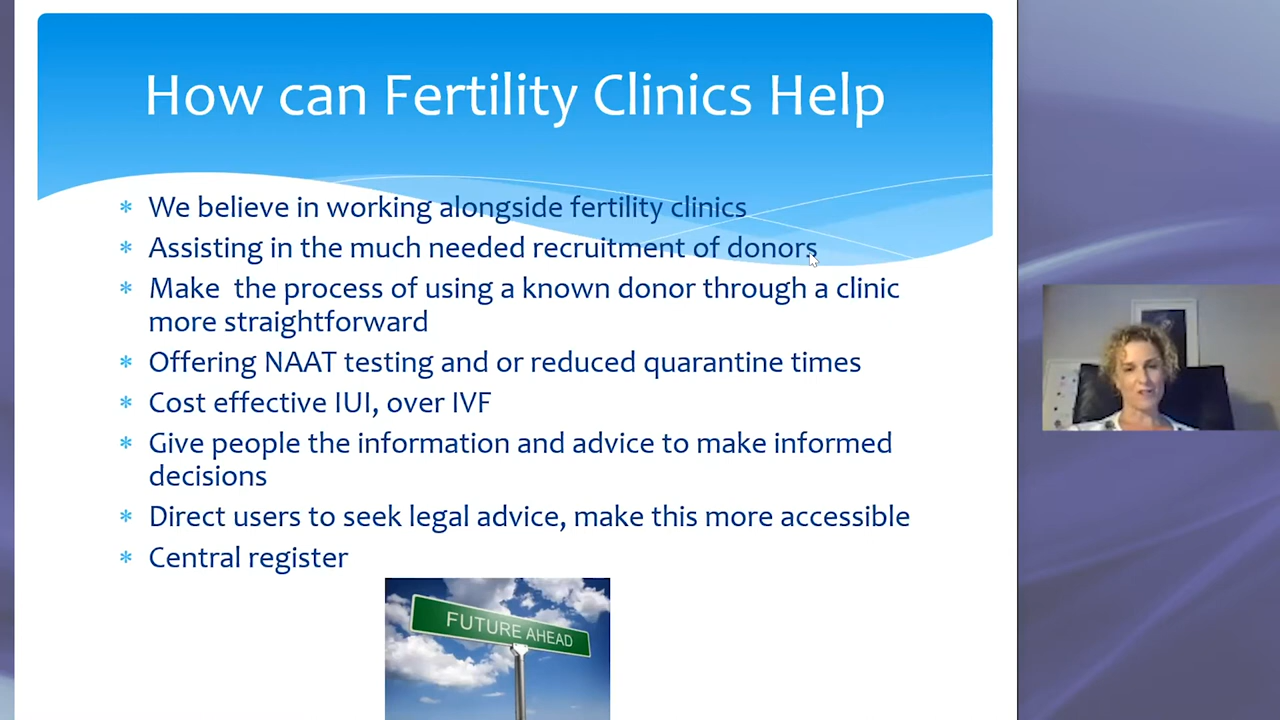 How can Fertility Clinics Help
* We believe in working alongside fertility clinics
* Assisting in the much needed recruitment of donors
* Make  the process of using a known donor through a clinic
more straightforward
* Offering NAAT testing and or reduced quarantine times
* Cost effective IUI, over IVF
* Give people the information and advice to make informed
decisions
* Direct users to seek legal advice, make this more accessible
* Central register
FUTURE AHEAD